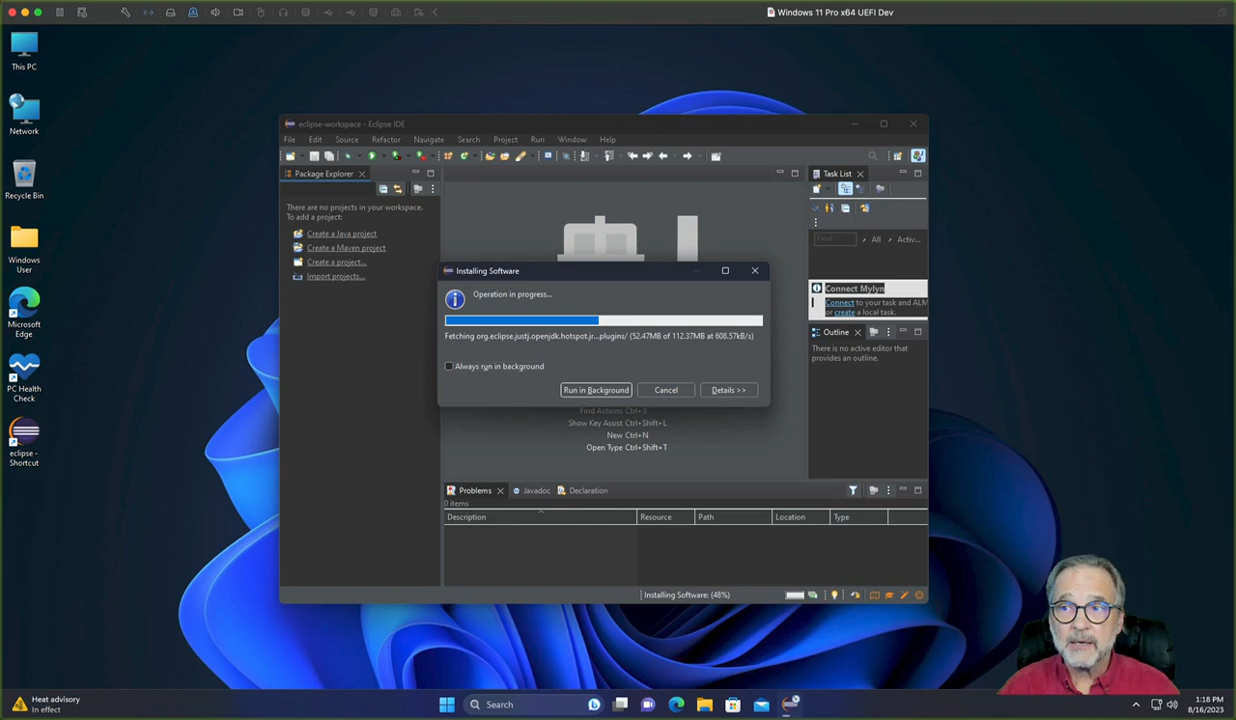 Windows 11 Pro x64 UEFI Dev
This PC
Network
Recycle Bin
Windows
User
Microsoft
Edge
PC Health
Check
eclipse -
Shortcut
eclipse-workspace - Eclipse IDE
File Edit Source Refactor Navigate Search Project Run Window Help
Package Explorer
There are no projects in your workspace.
To add a project:
Create a Java project
Create a Maven project
Create a project...
Import projects...
Task List
Find All Activ...
Connect Mylyn
Connect to your task and ALM
or create a local task.
Outline
There is no active editor that
provides an outline.
Installing Software
Operation in progress...
Fetching org.eclipse.justj.openjdk.hotspot.jr...plugins/ (52.47MB of 112.37MB at 608.57kB/s)
Always run in background
Run in Background Cancel Details >>
Find Actions Ctrl+3
Show Key Assist Ctrl+Shift+L
New Ctrl+N
Open Type Ctrl+Shift+T
Problems Javadoc Declaration
0 items
Description Resource Path Location Type
Installing Software: (48%)
Heat advisory
In effect
Search
1:18 PM
8/16/2023